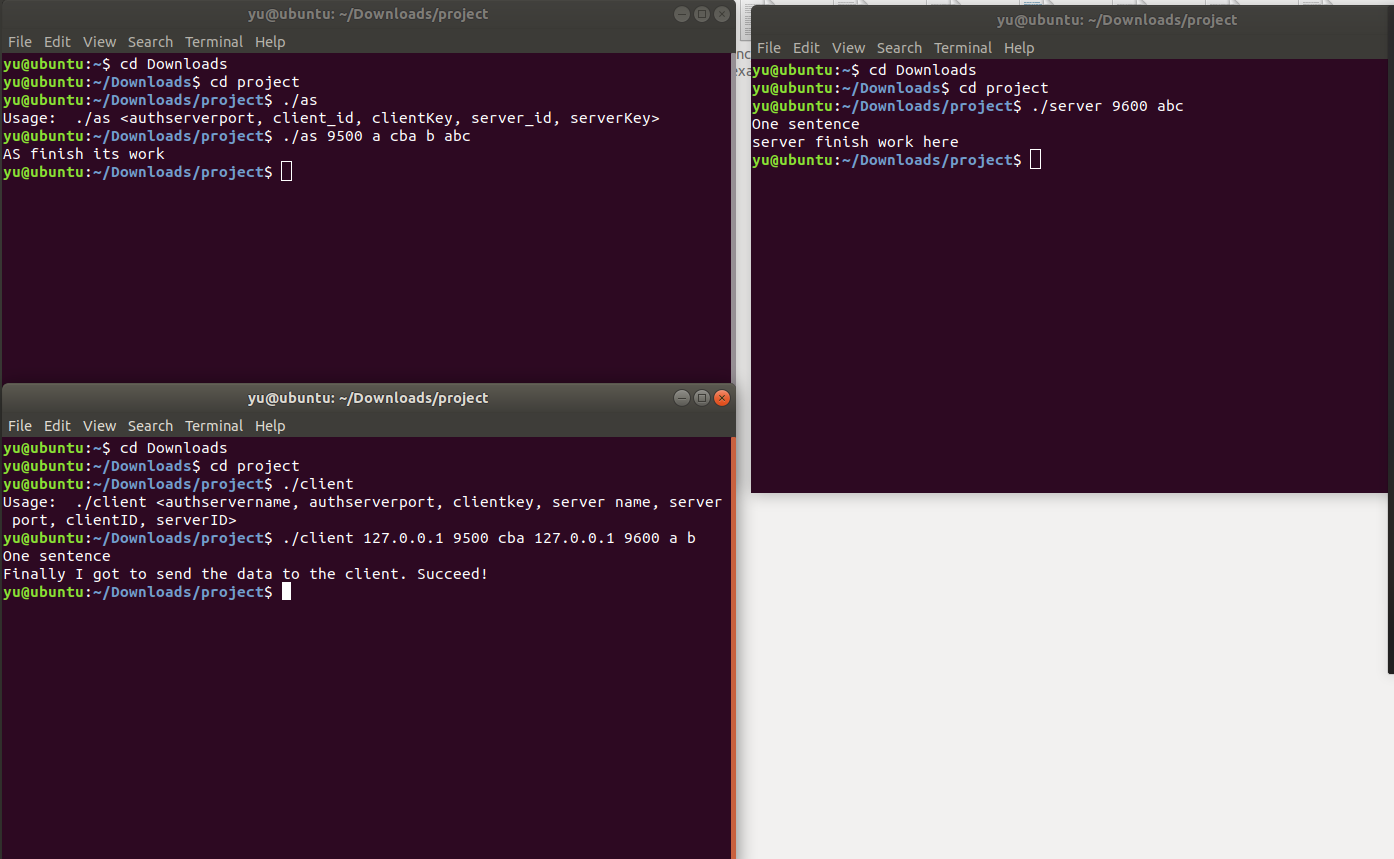 yu@ubuntu: ~/Downloads/project
File Edit View Search Terminal Help
yu@ubuntu:~$ cd Downloads
yu@ubuntu:~/Downloads$ cd project
yu@ubuntu:~/Downloads/project$ ./as
Usage:  ./as <authserverport, client_id, clientKey, server_id, serverKey>
yu@ubuntu:~/Downloads/project$ ./as 9500 a cba b abc
AS finish its work
yu@ubuntu:~/Downloads/project$
yu@ubuntu: ~/Downloads/project
File Edit View Search Terminal Help
yu@ubuntu:~$ cd Downloads
yu@ubuntu:~/Downloads$ cd project
yu@ubuntu:~/Downloads/project$ ./server 9600 abc
One sentence
server finish work here
yu@ubuntu:~/Downloads/project$
yu@ubuntu: ~/Downloads/project
File Edit View Search Terminal Help
yu@ubuntu:~$ cd Downloads
yu@ubuntu:~/Downloads$ cd project
yu@ubuntu:~/Downloads/project$ ./client
Usage:  ./client <authservername, authserverport, clientkey, server name, server
 port, clientID, serverID>
yu@ubuntu:~/Downloads/project$ ./client 127.0.0.1 9500 cba 127.0.0.1 9600 a b
One sentence
Finally I got to send the data to the client. Succeed!
yu@ubuntu:~/Downloads/project$